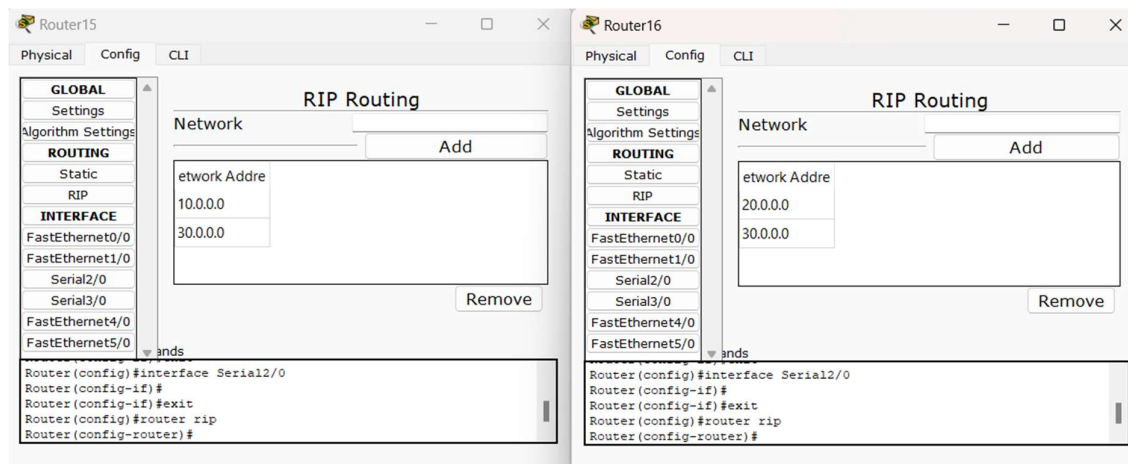 Router15
Physical Config CLI
GLOBAL
Settings
Algorithm Settings
ROUTING
Static
RIP
INTERFACE
FastEthernet0/0
FastEthernet1/0
Serial2/0
Serial3/0
FastEthernet4/0
FastEthernet5/0
RIP Routing
Network
Add
etwork Addre
10.0.0.0
30.0.0.0
Remove
ands
Router(config)#interface Serial2/0
Router(config-if)#
Router(config-if)#exit
Router(config)#router rip
Router(config-router)#
Router16
Physical Config CLI
GLOBAL
Settings
Algorithm Settings
ROUTING
Static
RIP
INTERFACE
FastEthernet0/0
FastEthernet1/0
Serial2/0
Serial3/0
FastEthernet4/0
FastEthernet5/0
RIP Routing
Network
Add
etwork Addre
20.0.0.0
30.0.0.0
Remove
ands
Router(config)#interface Serial2/0
Router(config-if)#
Router(config-if)#exit
Router(config)#router rip
Router(config-router)#